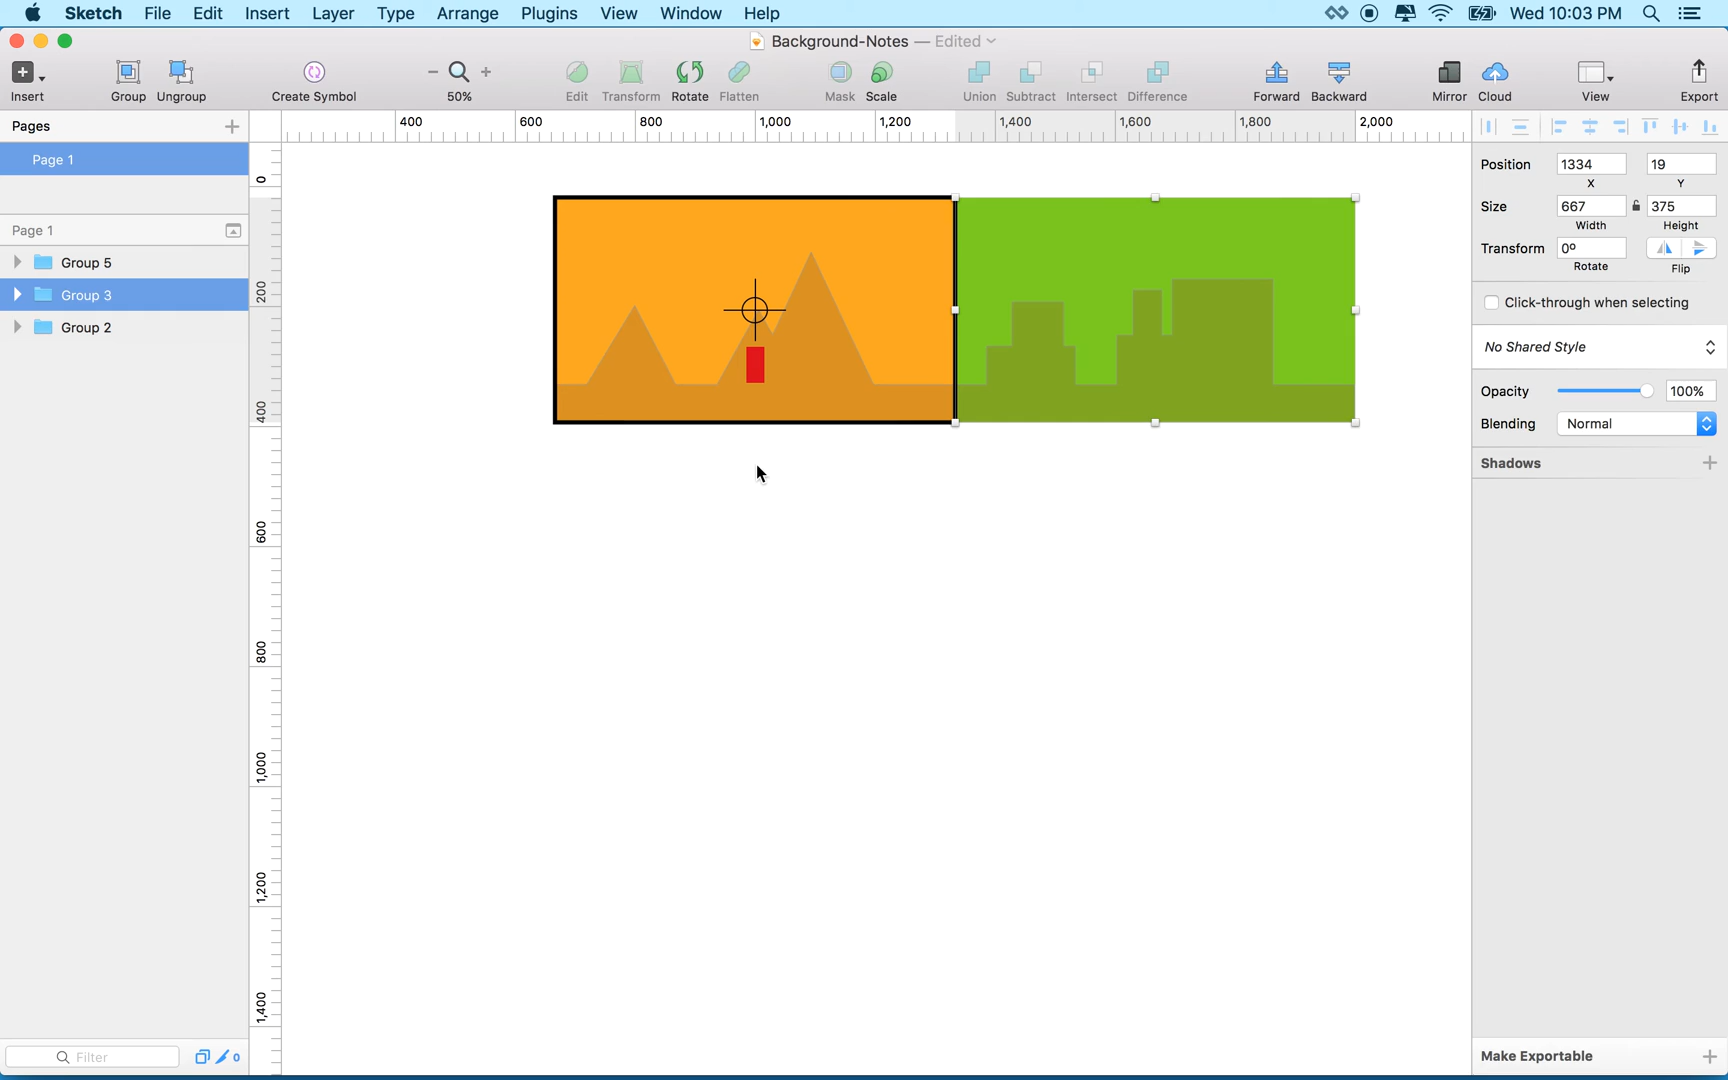 Sketch File Edit Insert Layer Type Arrange Plugins View Window Help Wed 10:03 PM
Background-Notes — Edited
Insert Group Ungroup Create Symbol 50% Edit Transform Rotate Flatten Mask Scale Union Subtract Intersect Difference Forward Backward Mirror Cloud View Export
Pages
400 600 800 1,000 1,200 1,400 1,600 1,800 2,000
Page 1
Page 1
Group 5
Group 3
Group 2
0
200
400
600
800
1,000
1,200
1,400
Position 1334 19
X Y
Size 667 375
Width Height
Transform 0º
Rotate Flip
Click-through when selecting
No Shared Style
Opacity 100%
Blending Normal
Shadows
Filter 0
Make Exportable